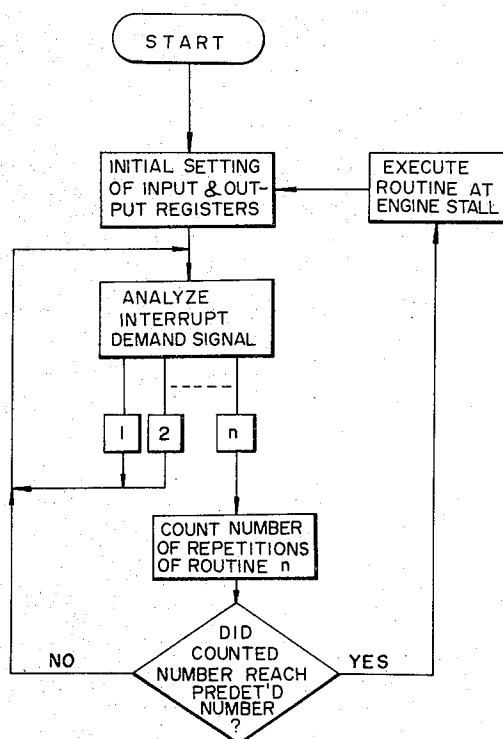 START
INITIAL SETTING
OF INPUT & OUT-
PUT REGISTERS
EXECUTE
ROUTINE AT
ENGINE STALL
ANALYZE
INTERRUPT
DEMAND SIGNAL
1
2
n
COUNT NUMBER
OF REPETITIONS
OF ROUTINE n
DID
COUNTED
NUMBER REACH
PREDET'D
NUMBER
?
NO
YES